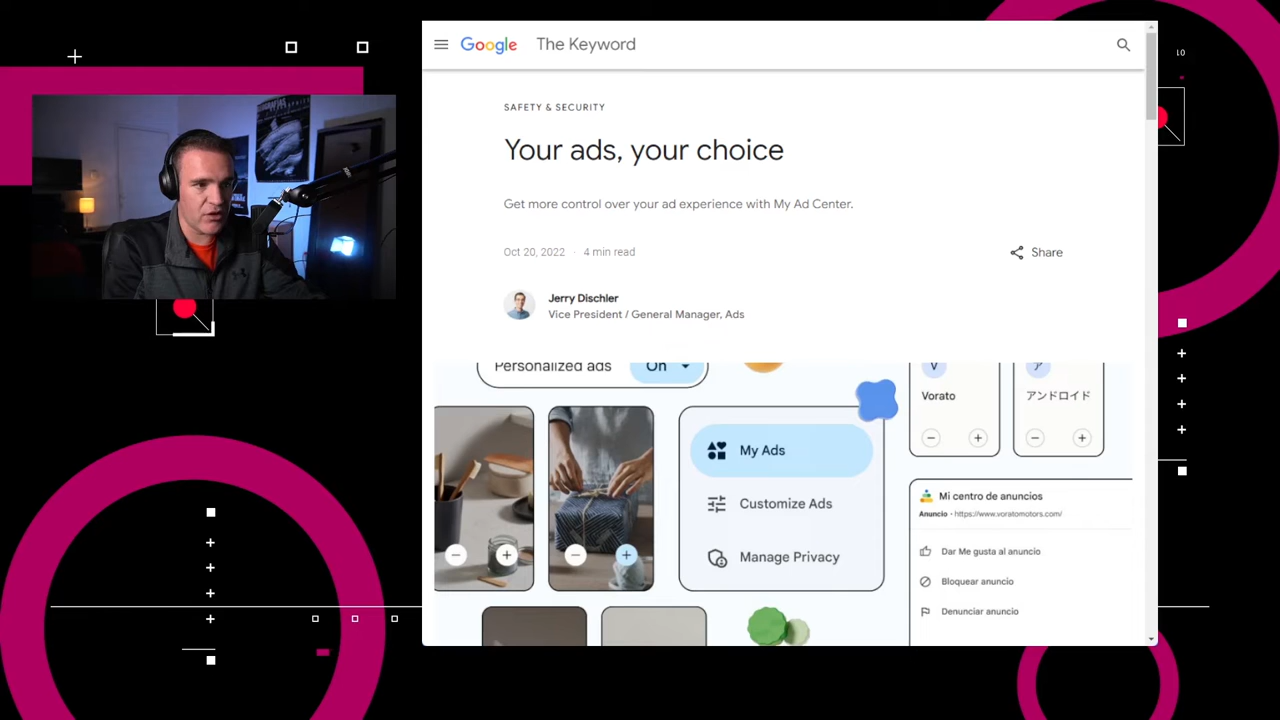 Google The Keyword
SAFETY & SECURITY
Your ads, your choice
Get more control over your ad experience with My Ad Center.
Oct 20, 2022 · 4 min read
Share
Jerry Dischler
Vice President / General Manager, Ads
Personalized ads
On
My Ads
Customize Ads
Manage Privacy
V
Vorato
ア
アンドロイド
Mi centro de anuncios
Anuncio · https://www.voratomotors.com/
Dar Me gusta al anuncio
Bloquear anuncio
Denunciar anuncio
10